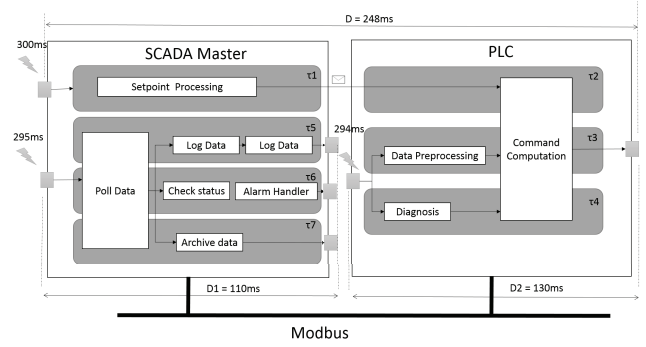 D = 248ms
SCADA Master
PLC
300ms
τ1
τ2
Setpoint Processing
295ms
τ5
294ms
τ3
Log Data
Log Data
Command
Computation
Data Preprocessing
Poll Data
τ6
Check status
Alarm Handler
τ4
Diagnosis
τ7
Archive data
D1 = 110ms
D2 = 130ms
Modbus